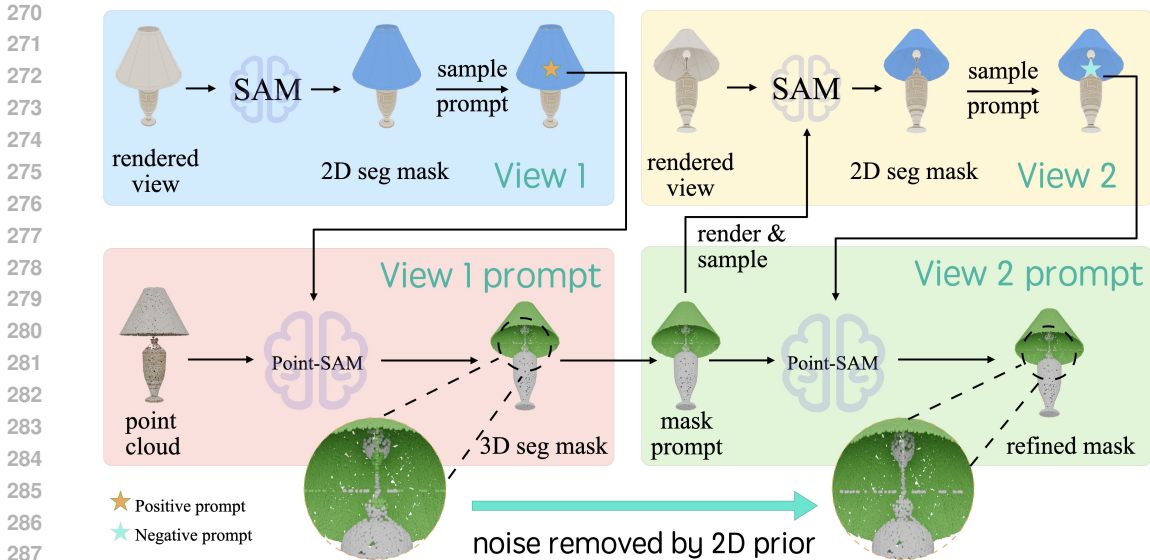 270
271
272
273
274
275
276
277
278
279
280
281
282
283
284
285
286
287
SAM
sample
prompt
rendered
view
2D seg mask
View 1
SAM
sample
prompt
rendered
view
2D seg mask
View 2
render &
sample
View 1 prompt
Point-SAM
point
cloud
3D seg mask
View 2 prompt
Point-SAM
mask
prompt
refined mask
Positive prompt
Negative prompt
noise removed by 2D prior